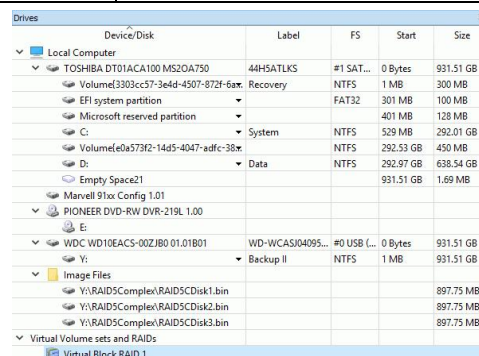 Drives
Device/Disk Label FS Start Size
Local Computer
TOSHIBA DT01ACA100 MS2OA750 44H5ATLKS #1 SAT... 0 Bytes 931.51 GB
Volume{3303cc57-3e4d-4507-872f-6a... Recovery NTFS 1 MB 300 MB
EFI system partition FAT32 301 MB 100 MB
Microsoft reserved partition 401 MB 128 MB
C: System NTFS 529 MB 292.01 GB
Volume{e0a573f2-14d5-4047-adfc-38... NTFS 292.53 GB 450 MB
D: Data NTFS 292.97 GB 638.54 GB
Empty Space21 931.51 GB 1.69 MB
Marvell 91xx Config 1.01
PIONEER DVD-RW DVR-219L 1.00
E:
WDC WD10EACS-00ZJB0 01.01B01 WD-WCASJ04095... #0 USB (... 0 Bytes 931.51 GB
Y: Backup II NTFS 1 MB 931.51 GB
Image Files
Y:\RAID5Complex\RAID5CDisk1.bin 897.75 MB
Y:\RAID5Complex\RAID5CDisk2.bin 897.75 MB
Y:\RAID5Complex\RAID5CDisk3.bin 897.75 MB
Virtual Volume sets and RAIDs
Virtual Block RAID 1